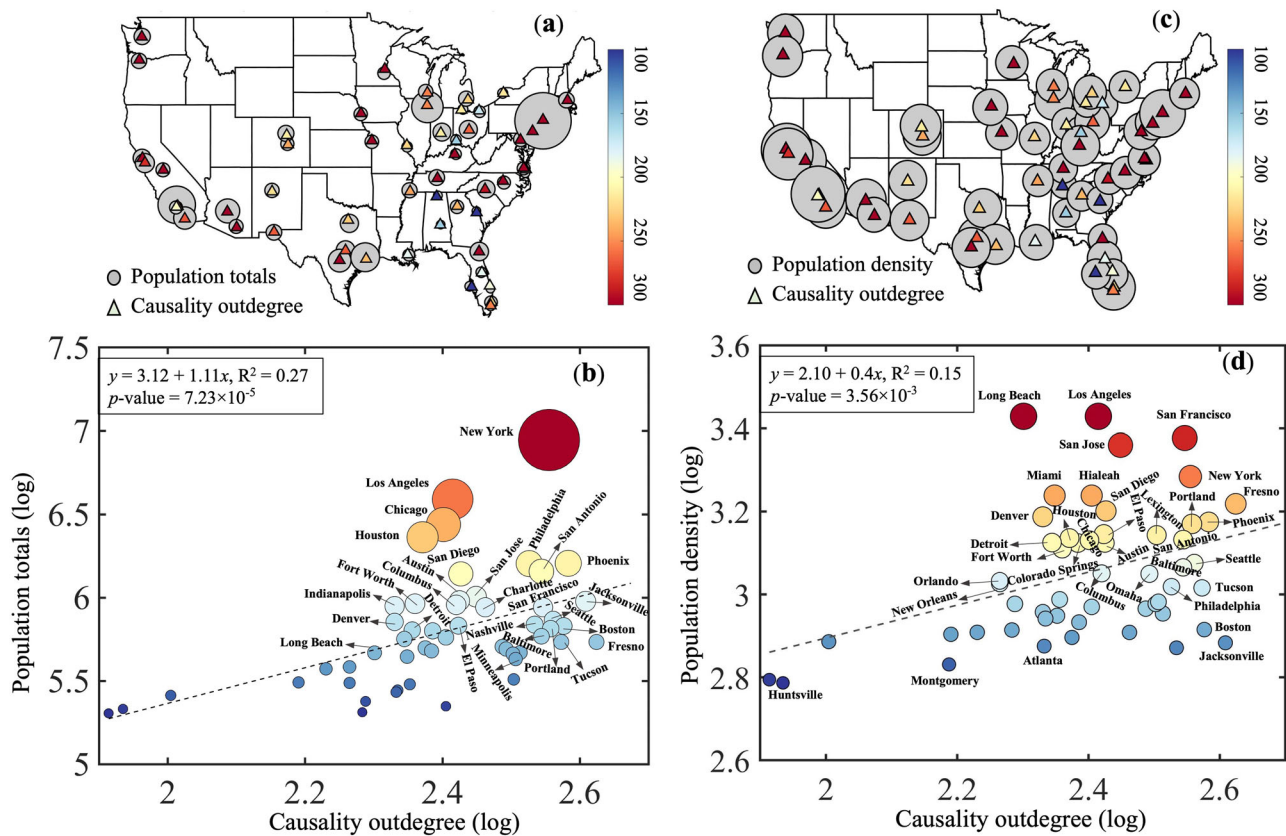 (a)
100
150
200
250
300
Population totals
Causality outdegree
(c)
100
150
200
250
300
Population density
Causality outdegree
(b)
y = 3.12 + 1.11x, R² = 0.27
p-value = 7.23×10⁻⁵
7.5
7
6.5
6
5.5
5
Population totals (log)
2
2.2
2.4
2.6
Causality outdegree (log)
New York
Los Angeles
Chicago
Houston
Philadelphia
San Antonio
San Diego
San Jose
Phoenix
Austin
Columbus
Fort Worth
Charlotte
San Francisco
Jacksonville
Indianapolis
Detroit
Seattle
Denver
Nashville
Boston
Long Beach
Baltimore
Fresno
El Paso
Minneapolis
Portland
Tucson
(d)
y = 2.10 + 0.4x, R² = 0.15
p-value = 3.56×10⁻³
3.6
3.4
3.2
3
2.8
2.6
Population density (log)
2
2.2
2.4
2.6
Causality outdegree (log)
Long Beach
Los Angeles
San Francisco
San Jose
Miami
Hialeah
San Diego
New York
Fresno
Denver
Houston
El Paso
Lexington
Portland
Phoenix
Detroit
Chicago
Fort Worth
Austin
San Antonio
Seattle
Colorado Springs
Baltimore
Orlando
Tucson
New Orleans
Columbus
Omaha
Philadelphia
Boston
Atlanta
Jacksonville
Montgomery
Huntsville